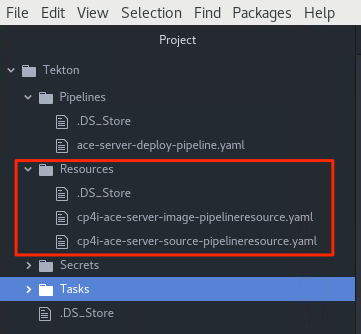 File Edit View Selection Find Packages Help
Project
Tekton
Pipelines
.DS_Store
ace-server-deploy-pipeline.yaml
Resources
.DS_Store
cp4i-ace-server-image-pipelineresource.yaml
cp4i-ace-server-source-pipelineresource.yaml
Secrets
Tasks
.DS_Store